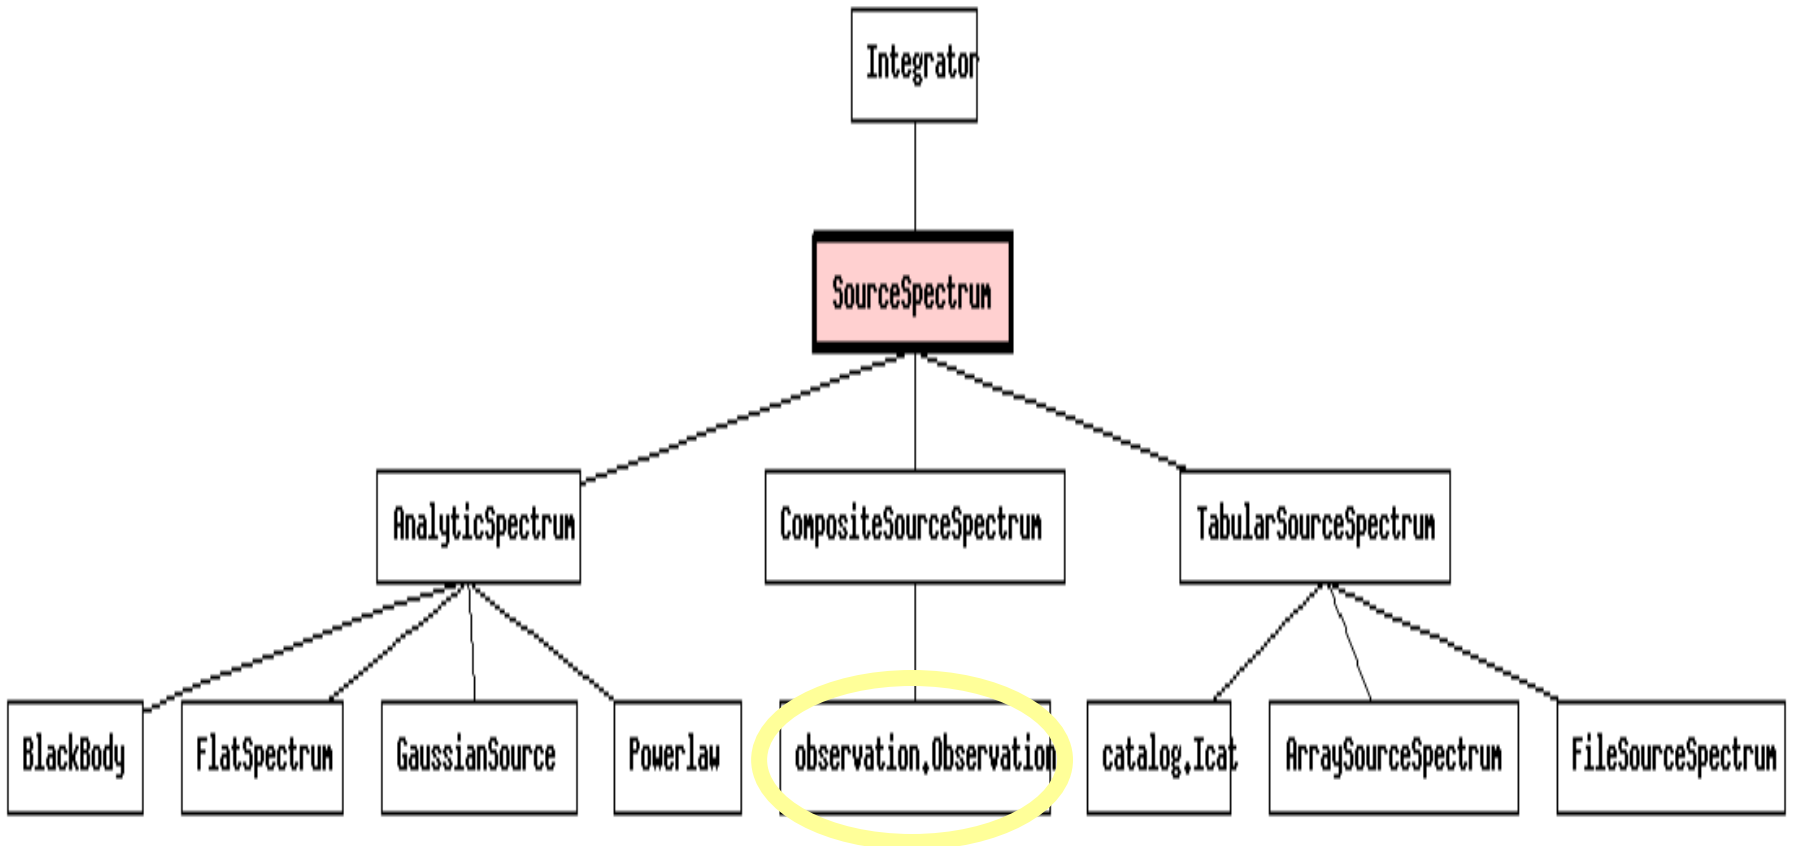 Integrator
SourceSpectrum
AnalyticSpectrum
CompositeSourceSpectrum
TabularSourceSpectrum
BlackBody
FlatSpectrum
GaussianSource
Powerlaw
observation.Observation
catalog.Icat
ArraySourceSpectrum
FileSourceSpectrum